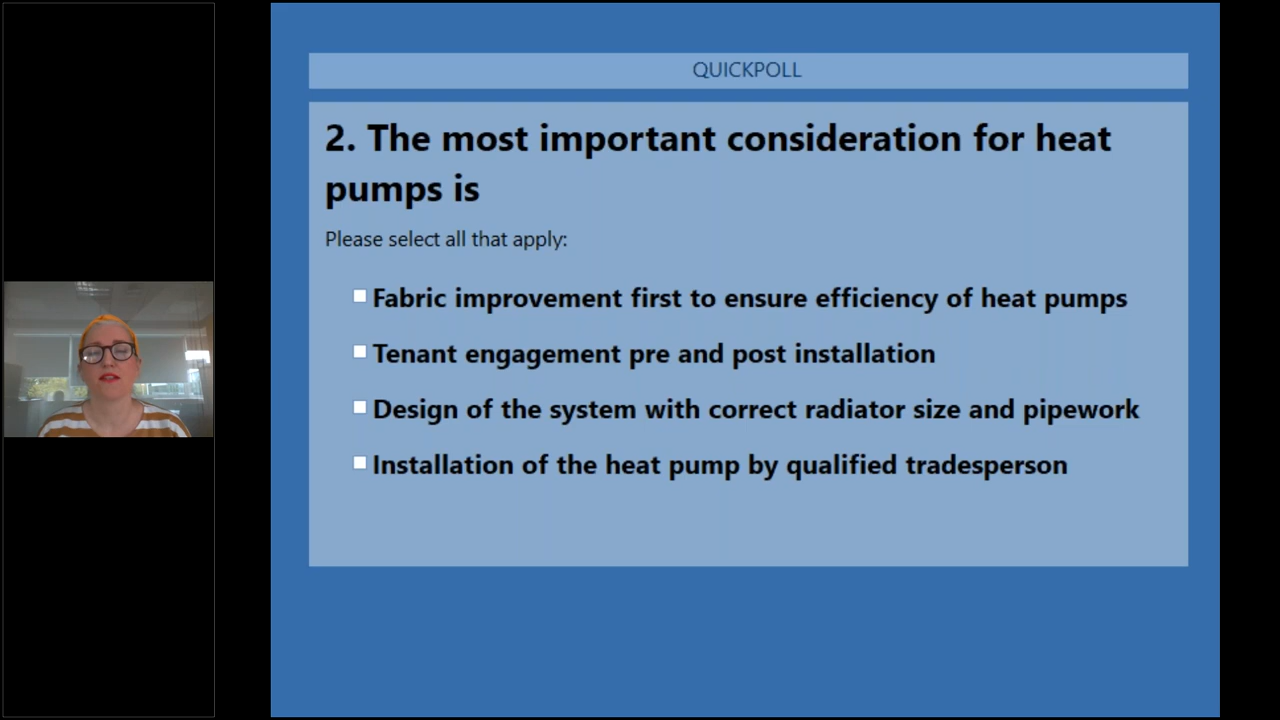 QUICKPOLL
2. The most important consideration for heat
pumps is
Please select all that apply:
Fabric improvement first to ensure efficiency of heat pumps
Tenant engagement pre and post installation
Design of the system with correct radiator size and pipework
Installation of the heat pump by qualified tradesperson